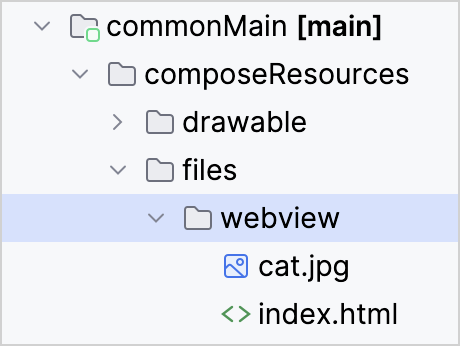 commonMain [main]
composeResources
drawable
files
webview
cat.jpg
index.html